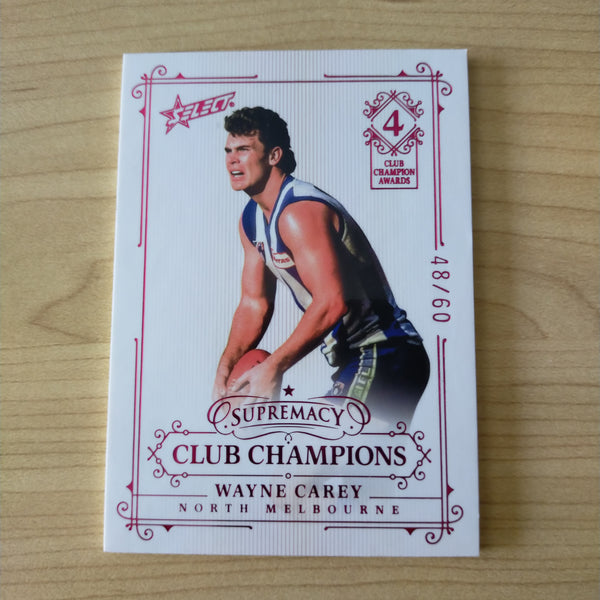 SELECT
4
CLUB
CHAMPION
AWARDS
48/60
SUPREMACY
CLUB CHAMPIONS
WAYNE CAREY
NORTH MELBOURNE